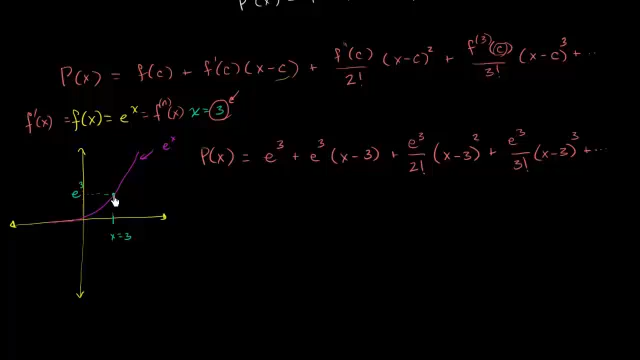 P(x) = f(c) + f'(c)(x-c) + f''(c)/2! (x-c)² + f⁽³⁾(c)/3! (x-c)³ + ...
f'(x) = f(x) = eˣ = f⁽ⁿ⁾(x) x = 3 c
eˣ
P(x) = e³ + e³(x-3) + e³/2! (x-3)² + e³/3! (x-3)³ + ...
e³
x=3